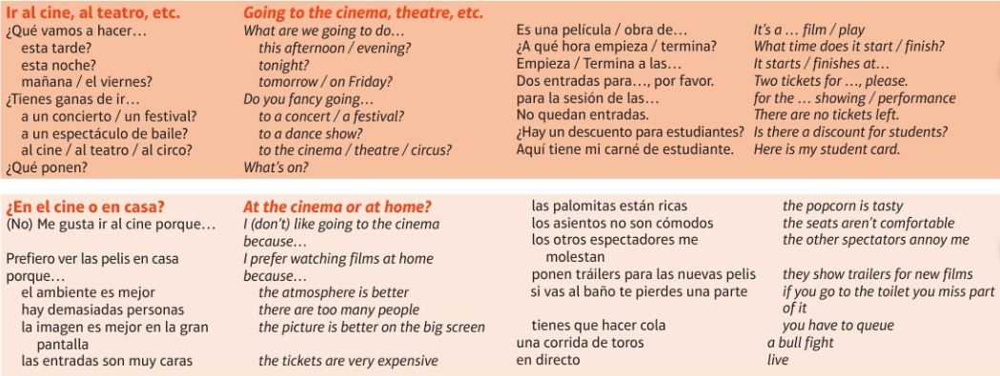 Ir al cine, al teatro, etc.
Going to the cinema, theatre, etc.
¿Qué vamos a hacer…
What are we going to do…
esta tarde?
this afternoon / evening?
esta noche?
tonight?
mañana / el viernes?
tomorrow / on Friday?
¿Tienes ganas de ir…
Do you fancy going…
a un concierto / un festival?
to a concert / a festival?
a un espectáculo de baile?
to a dance show?
al cine / al teatro / al circo?
to the cinema / theatre / circus?
¿Qué ponen?
What's on?
Es una película / obra de…
It's a … film / play
¿A qué hora empieza / termina?
What time does it start / finish?
Empieza / Termina a las…
It starts / finishes at…
Dos entradas para…, por favor.
Two tickets for …, please.
para la sesión de las…
for the … showing / performance
No quedan entradas.
There are no tickets left.
¿Hay un descuento para estudiantes?
Is there a discount for students?
Aquí tiene mi carné de estudiante.
Here is my student card.
¿En el cine o en casa?
At the cinema or at home?
(No) Me gusta ir al cine porque…
I (don't) like going to the cinema
because…
Prefiero ver las pelis en casa
porque…
I prefer watching films at home
because…
el ambiente es mejor
the atmosphere is better
hay demasiadas personas
there are too many people
la imagen es mejor en la gran
pantalla
the picture is better on the big screen
las entradas son muy caras
the tickets are very expensive
las palomitas están ricas
the popcorn is tasty
los asientos no son cómodos
the seats aren't comfortable
los otros espectadores me
molestan
the other spectators annoy me
ponen tráilers para las nuevas pelis
they show trailers for new films
si vas al baño te pierdes una parte
if you go to the toilet you miss part
of it
tienes que hacer cola
you have to queue
una corrida de toros
a bull fight
en directo
live